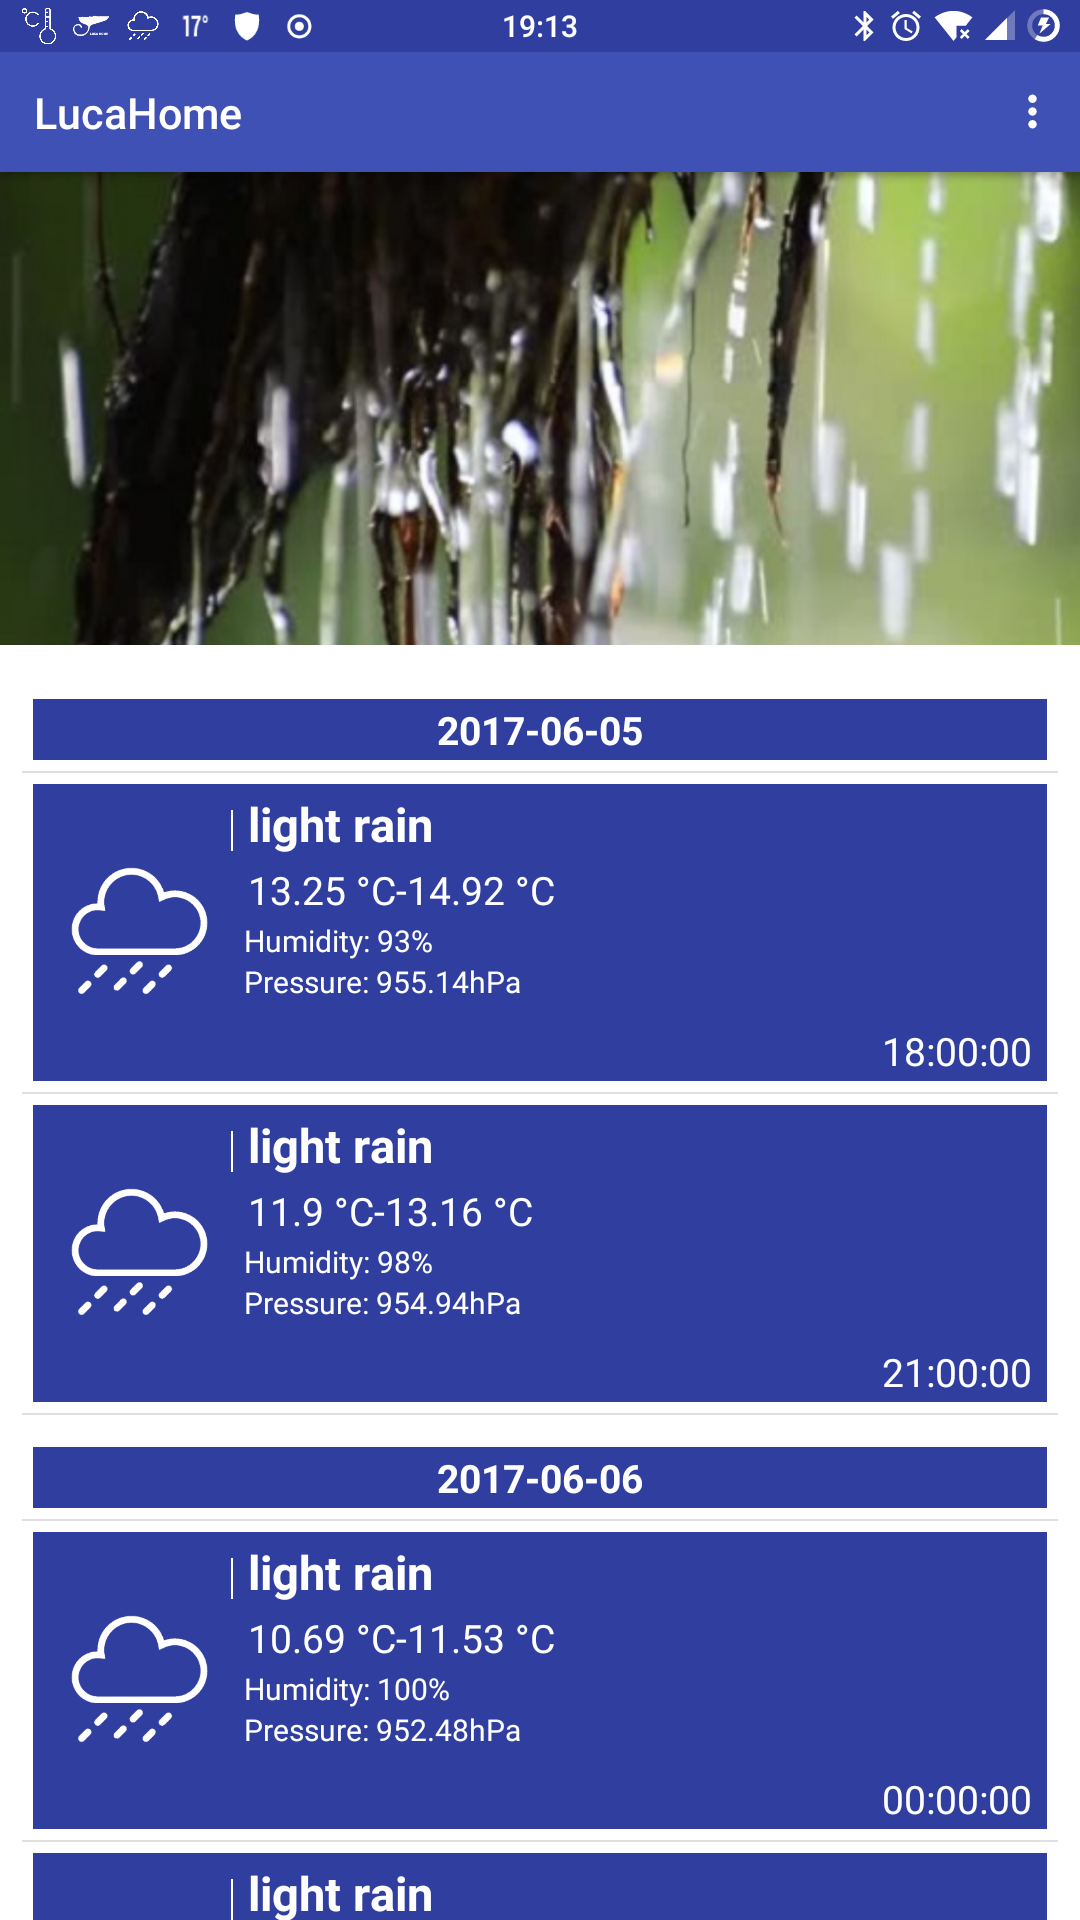 17°
19:13
LucaHome
2017-06-05
light rain
13.25 °C-14.92 °C
Humidity: 93%
Pressure: 955.14hPa
18:00:00
light rain
11.9 °C-13.16 °C
Humidity: 98%
Pressure: 954.94hPa
21:00:00
2017-06-06
light rain
10.69 °C-11.53 °C
Humidity: 100%
Pressure: 952.48hPa
00:00:00
light rain